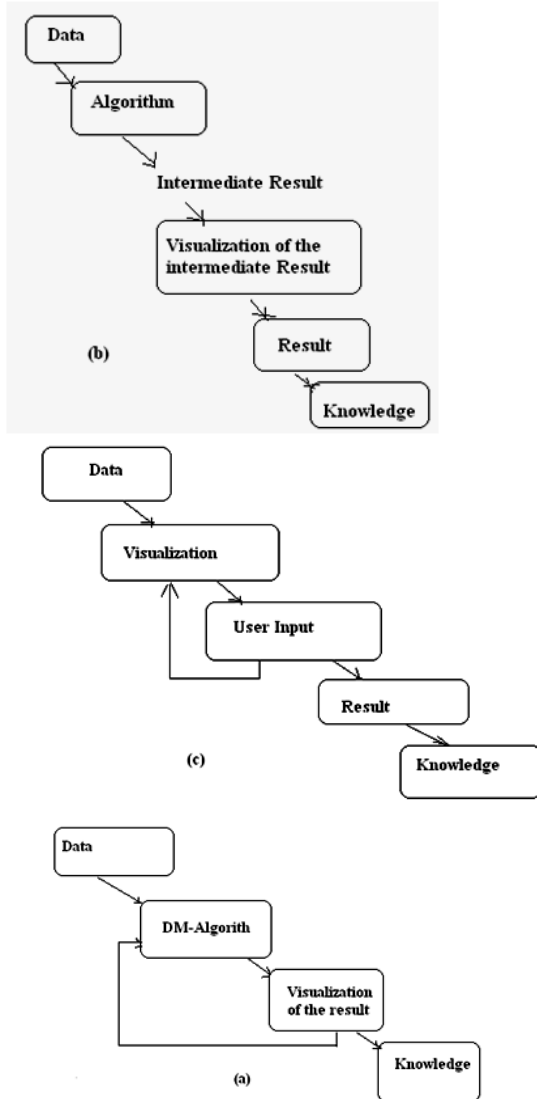 Data
Algorithm
Intermediate Result
Visualization of the
intermediate Result
Result
(b)
Knowledge
Data
Visualization
User Input
Result
(c)
Knowledge
Data
DM-Algorith
Visualization
of the result
Knowledge
(a)